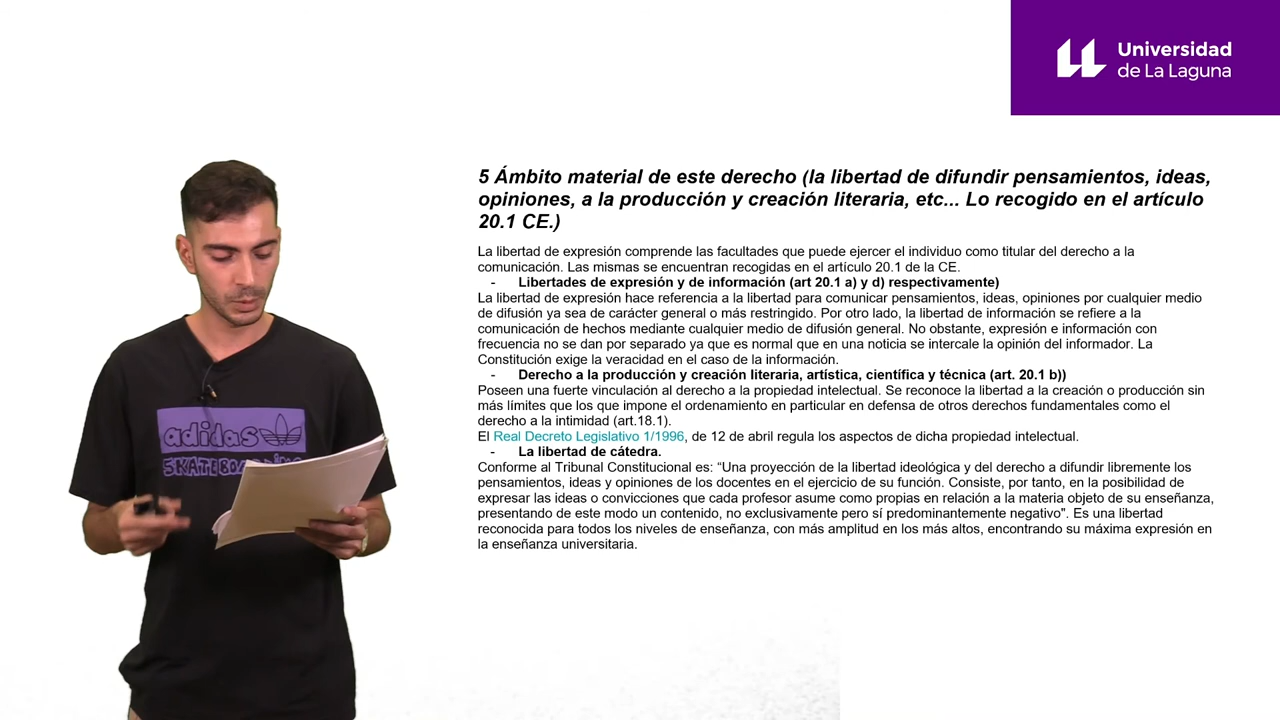 Universidad
de La Laguna
5 Ámbito material de este derecho (la libertad de difundir pensamientos, ideas,
opiniones, a la producción y creación literaria, etc... Lo recogido en el artículo
20.1 CE.)
La libertad de expresión comprende las facultades que puede ejercer el individuo como titular del derecho a la
comunicación. Las mismas se encuentran recogidas en el artículo 20.1 de la CE.
- Libertades de expresión y de información (art 20.1 a) y d) respectivamente)
La libertad de expresión hace referencia a la libertad para comunicar pensamientos, ideas, opiniones por cualquier medio
de difusión ya sea de carácter general o más restringido. Por otro lado, la libertad de información se refiere a la
comunicación de hechos mediante cualquier medio de difusión general. No obstante, expresión e información con
frecuencia no se dan por separado ya que es normal que en una noticia se intercale la opinión del informador. La
Constitución exige la veracidad en el caso de la información.
- Derecho a la producción y creación literaria, artística, científica y técnica (art. 20.1 b))
Poseen una fuerte vinculación al derecho a la propiedad intelectual. Se reconoce la libertad a la creación o producción sin
más límites que los que impone el ordenamiento en particular en defensa de otros derechos fundamentales como el
derecho a la intimidad (art.18.1).
El Real Decreto Legislativo 1/1996, de 12 de abril regula los aspectos de dicha propiedad intelectual.
- La libertad de cátedra.
Conforme al Tribunal Constitucional es: “Una proyección de la libertad ideológica y del derecho a difundir libremente los
pensamientos, ideas y opiniones de los docentes en el ejercicio de su función. Consiste, por tanto, en la posibilidad de
expresar las ideas o convicciones que cada profesor asume como propias en relación a la materia objeto de su enseñanza,
presentando de este modo un contenido, no exclusivamente pero sí predominantemente negativo". Es una libertad
reconocida para todos los niveles de enseñanza, con más amplitud en los más altos, encontrando su máxima expresión en
la enseñanza universitaria.
adidas